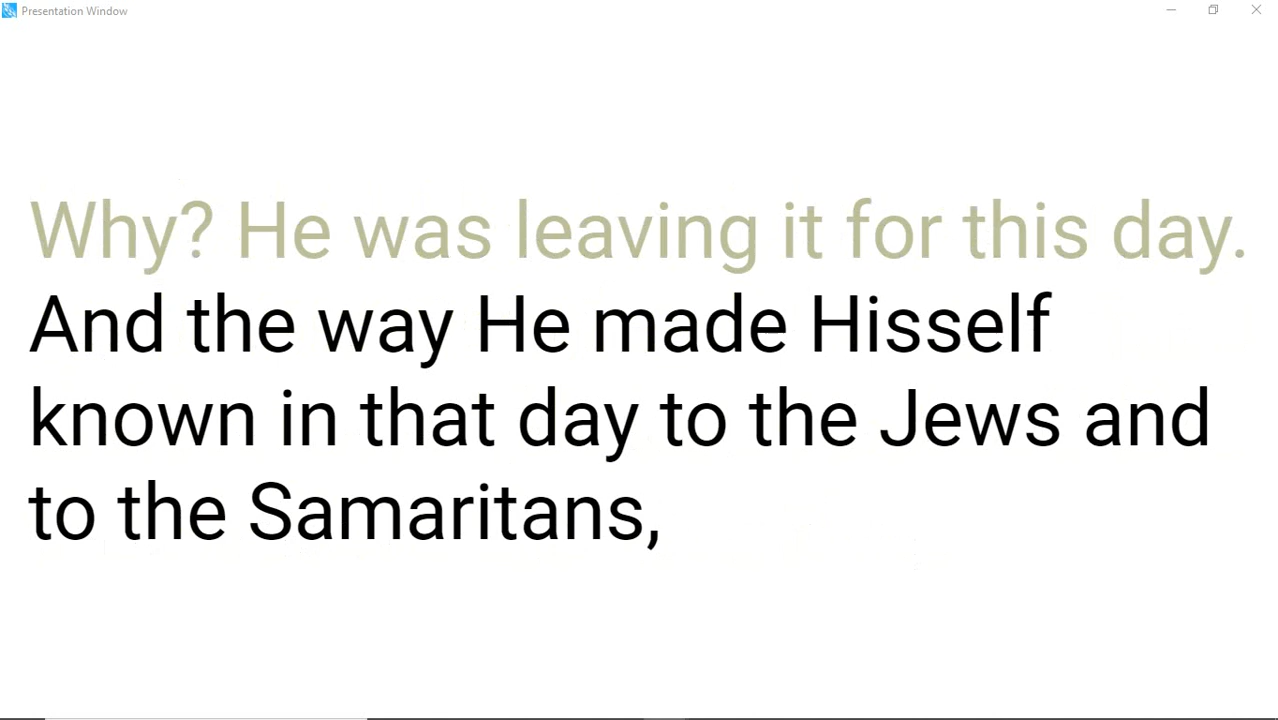 Presentation Window
Why? He was leaving it for this day.
And the way He made Hisself
known in that day to the Jews and
to the Samaritans,